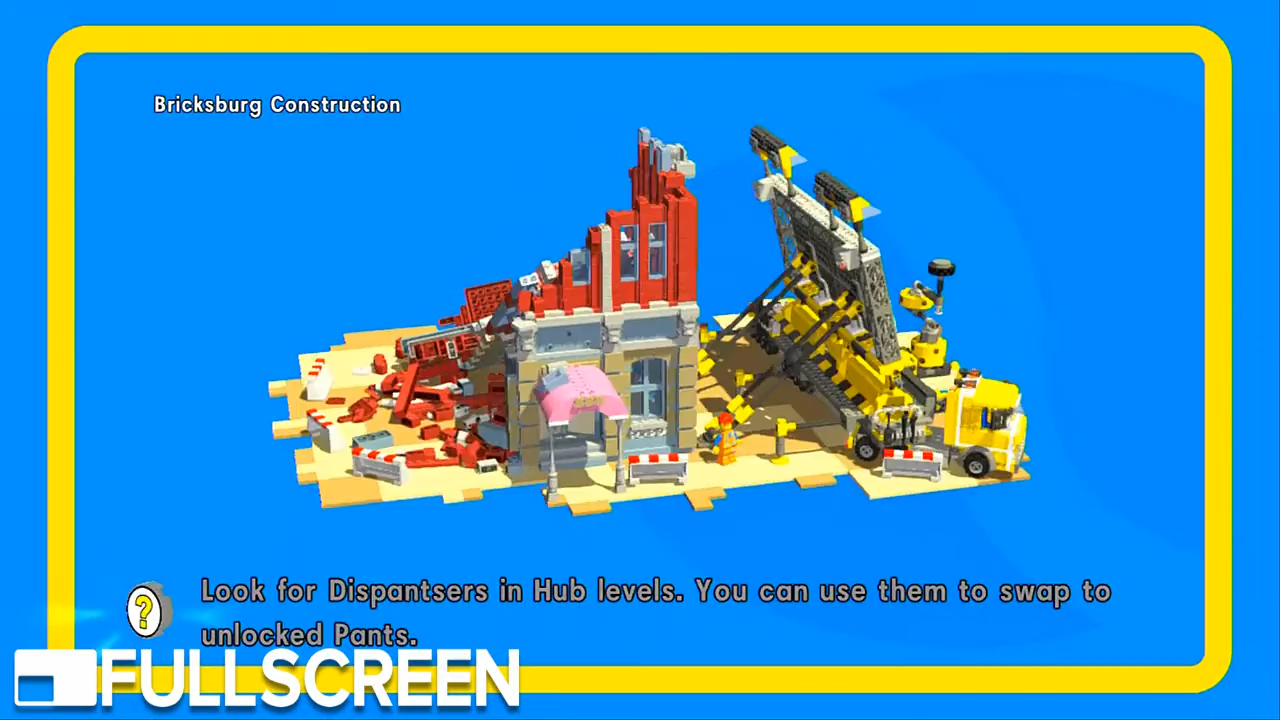 Bricksburg Construction
Look for Dispantsers in Hub levels. You can use them to swap to
unlocked Pants.
FULLSCREEN